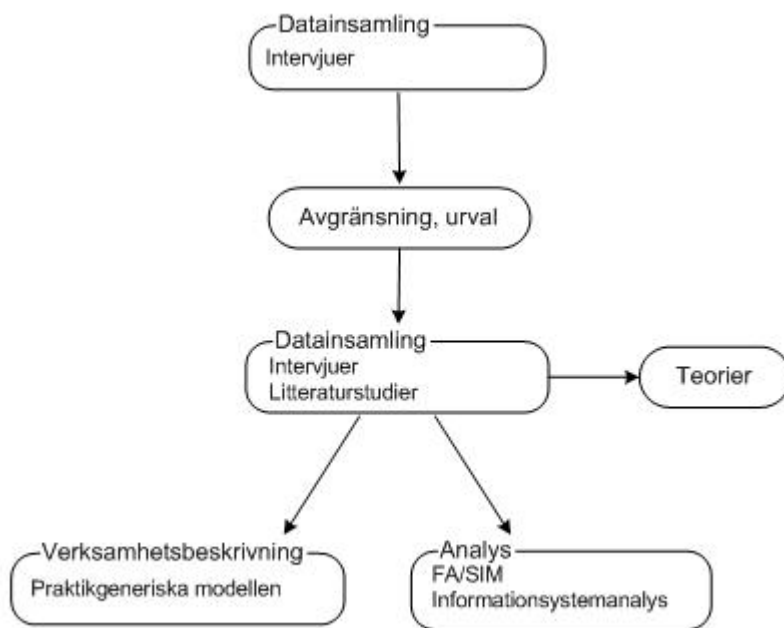 Datainsamling
Intervjuer
Avgränsning, urval
Datainsamling
Intervjuer
Litteraturstudier
Teorier
Verksamhetsbeskrivning
Praktikgeneriska modellen
Analys
FA/SIM
Informationsystemanalys